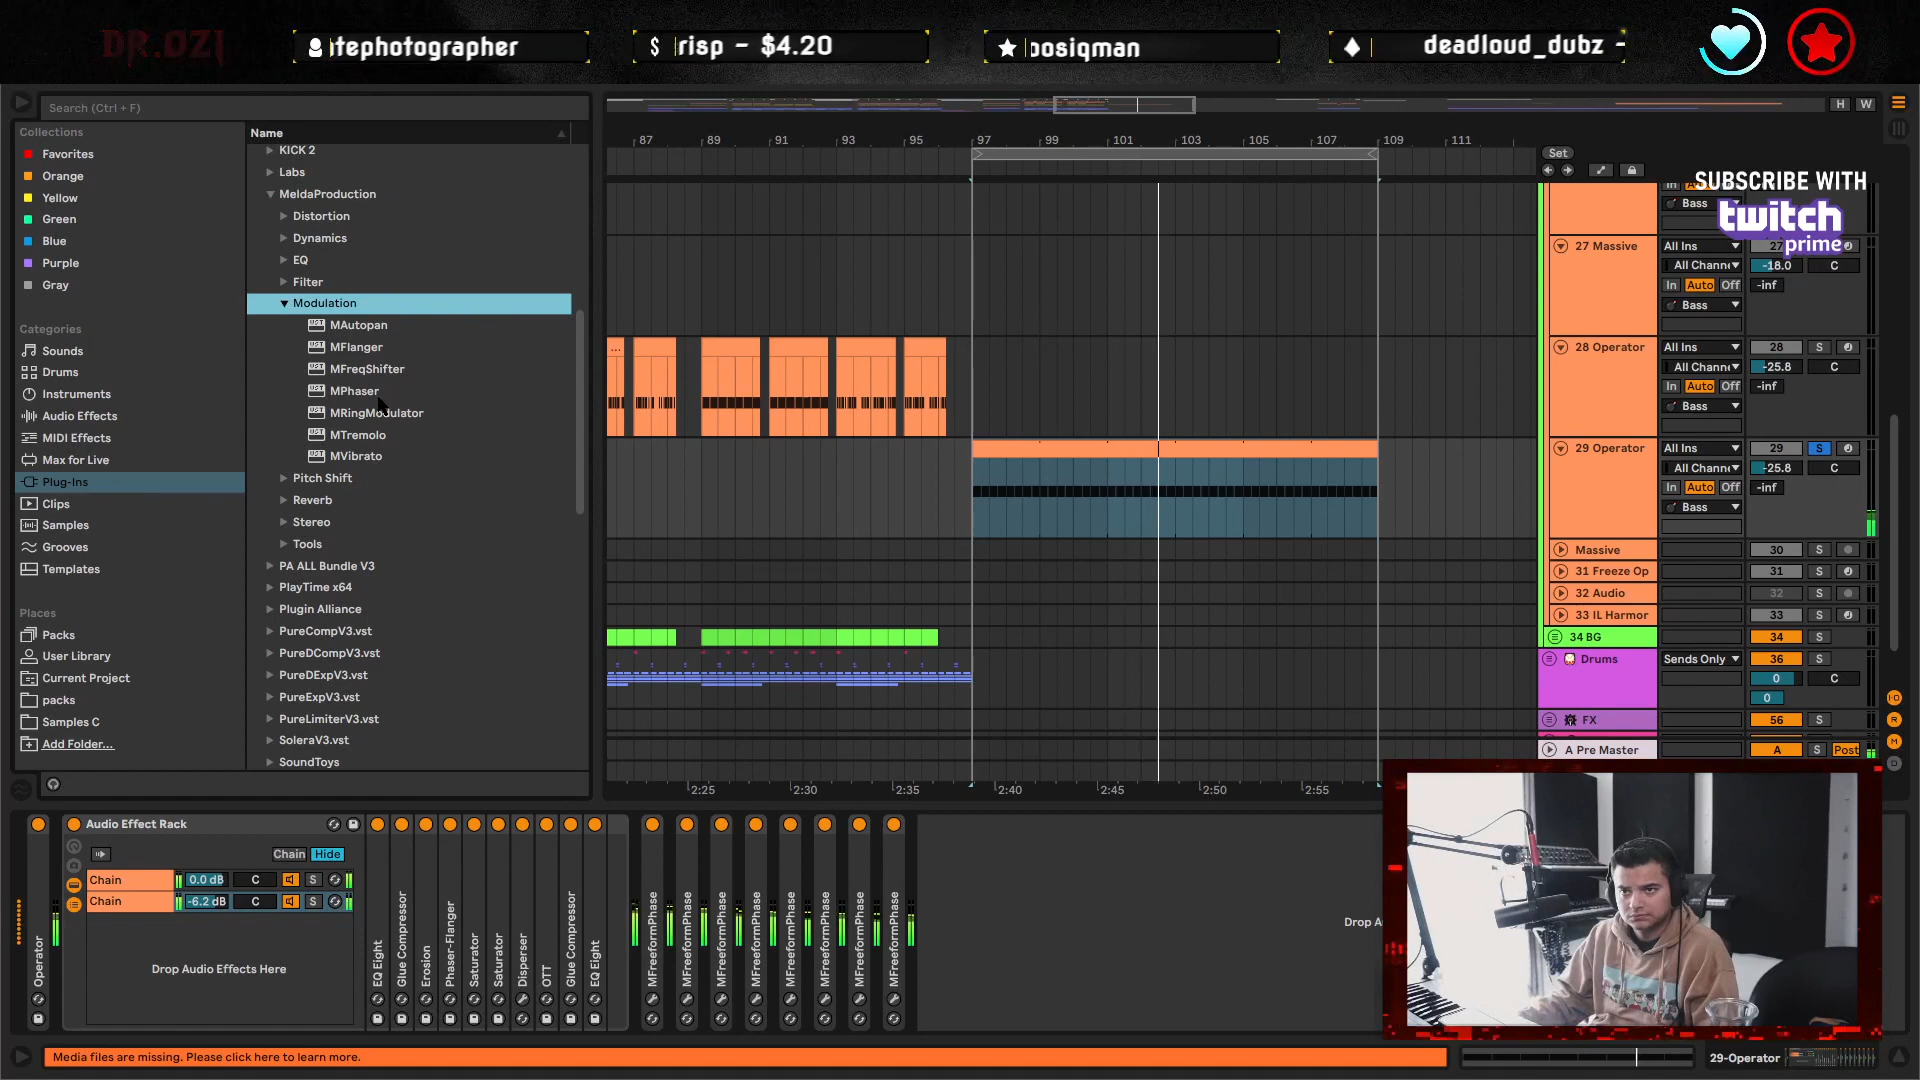 DR.OZI
tephotographer
$ risp - $4.20
osiqman
deadloud_dubz -
SUBSCRIBE WITH
twitch
prime
Search (Ctrl + F)
H W
Collections
Favorites
Orange
Yellow
Green
Blue
Purple
Gray
Categories
Sounds
Drums
Instruments
Audio Effects
MIDI Effects
Max for Live
Plug-Ins
Clips
Samples
Grooves
Templates
Places
Packs
User Library
Current Project
packs
Samples C
Add Folder...
Name
KICK 2
Labs
MeldaProduction
Distortion
Dynamics
EQ
Filter
Modulation
MAutopan
MFlanger
MFreqShifter
MPhaser
MRingModulator
MTremolo
MVibrato
Pitch Shift
Reverb
Stereo
Tools
PA ALL Bundle V3
PlayTime x64
Plugin Alliance
PureCompV3.vst
PureDCompV3.vst
PureDExpV3.vst
PureExpV3.vst
PureLimiterV3.vst
SoleraV3.vst
SoundToys
87 89 91 93 95 97 99 101 103 105 107 109 111
Set
...
Bass
27 Massive All Ins 27
All Channe -18.0 C
In Auto Off -inf
Bass
28 Operator All Ins 28 S
All Channe -25.8 C
In Auto Off -inf
Bass
29 Operator All Ins 29 S
All Channe -25.8 C
In Auto Off -inf
Bass
Massive 30 S
31 Freeze Op 31 S
32 Audio 32 S
33 IL Harmor 33 S
34 BG 34 S
Drums Sends Only 36 S
0 C
0
FX 56 S
A Pre Master A S Post
I·O
R
M
D
2:25 2:30 2:35 2:40 2:45 2:50 2:55
Operator
Audio Effect Rack
Chain Hide
Chain 0.0 dB C S
Chain -6.2 dB C S
Drop Audio Effects Here
EQ Eight
Glue Compressor
Erosion
Phaser-Flanger
Saturator
Saturator
Disperser
OTT
Glue Compressor
EQ Eight
MFreeformPhase
MFreeformPhase
MFreeformPhase
MFreeformPhase
MFreeformPhase
MFreeformPhase
MFreeformPhase
MFreeformPhase
Drop A
Media files are missing. Please click here to learn more.
29-Operator